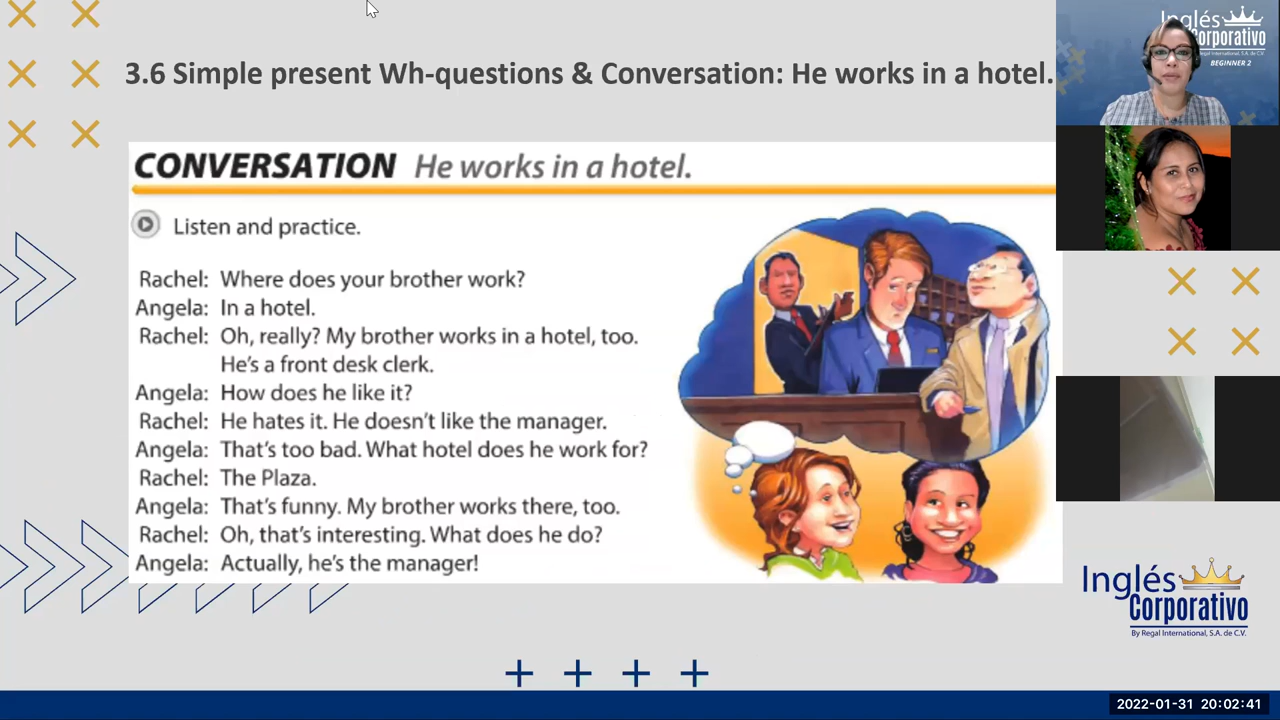 3.6 Simple present Wh-questions & Conversation: He works in a hotel.
CONVERSATION He works in a hotel.
Listen and practice.
Rachel: Where does your brother work?
Angela: In a hotel.
Rachel: Oh, really? My brother works in a hotel, too.
He's a front desk clerk.
Angela: How does he like it?
Rachel: He hates it. He doesn't like the manager.
Angela: That's too bad. What hotel does he work for?
Rachel: The Plaza.
Angela: That's funny. My brother works there, too.
Rachel: Oh, that's interesting. What does he do?
Angela: Actually, he's the manager!
Inglés
Corporativo
By Regal International, S.A. de C.V.
BEGINNER 2
Inglés
Corporativo
By Regal International, S.A. de C.V.
2022-01-31 20:02:41